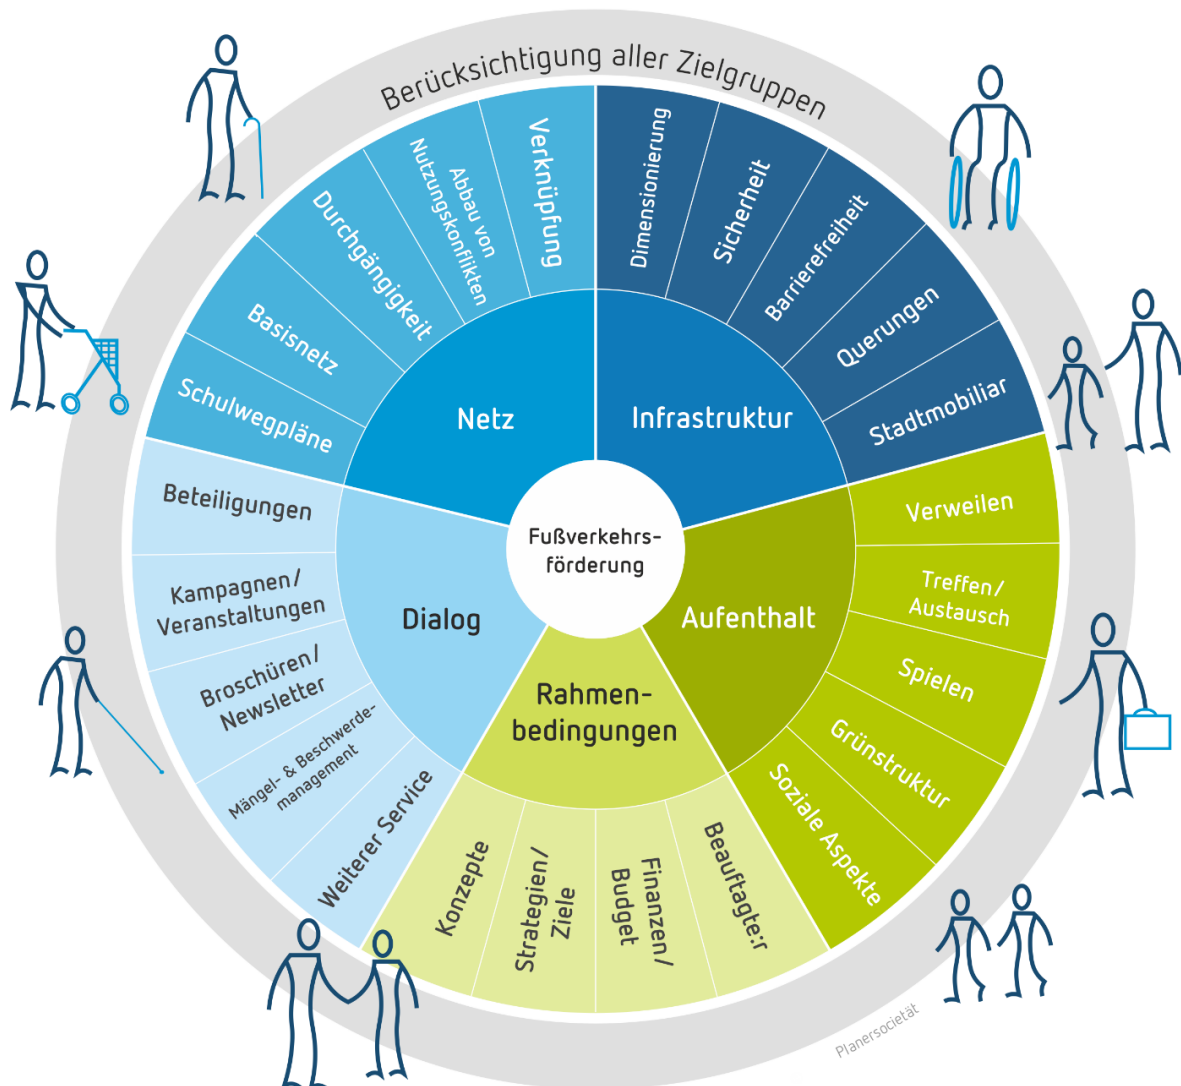 Berücksichtigung aller Zielgruppen
Fußverkehrs-
förderung
Netz
Schulwegpläne
Basisnetz
Durchgängigkeit
Abbau von
Nutzungskonflikten
Verknüpfung
Infrastruktur
Dimensionierung
Sicherheit
Barrierefreiheit
Querungen
Stadtmobiliar
Aufenthalt
Verweilen
Treffen/
Austausch
Spielen
Grünstruktur
Soziale Aspekte
Rahmen-
bedingungen
Beauftagte:r
Finanzen/
Budget
Strategien/
Ziele
Konzepte
Dialog
Weiterer Service
Mängel- & Beschwerde-
management
Broschüren/
Newsletter
Kampagnen/
Veranstaltungen
Beteiligungen
Planersocietät